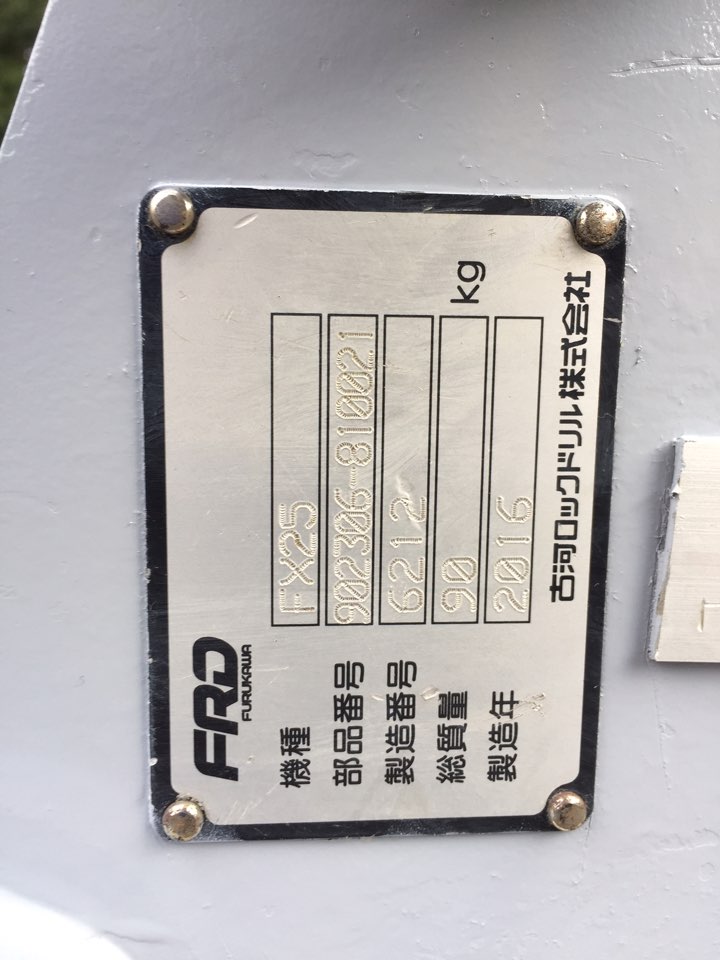 FRD
FURUKAWA
機種 FX25
部品番号 902306-810021
製造番号 6212
総質量 90 kg
製造年 2016
古河ロックドリル株式会社